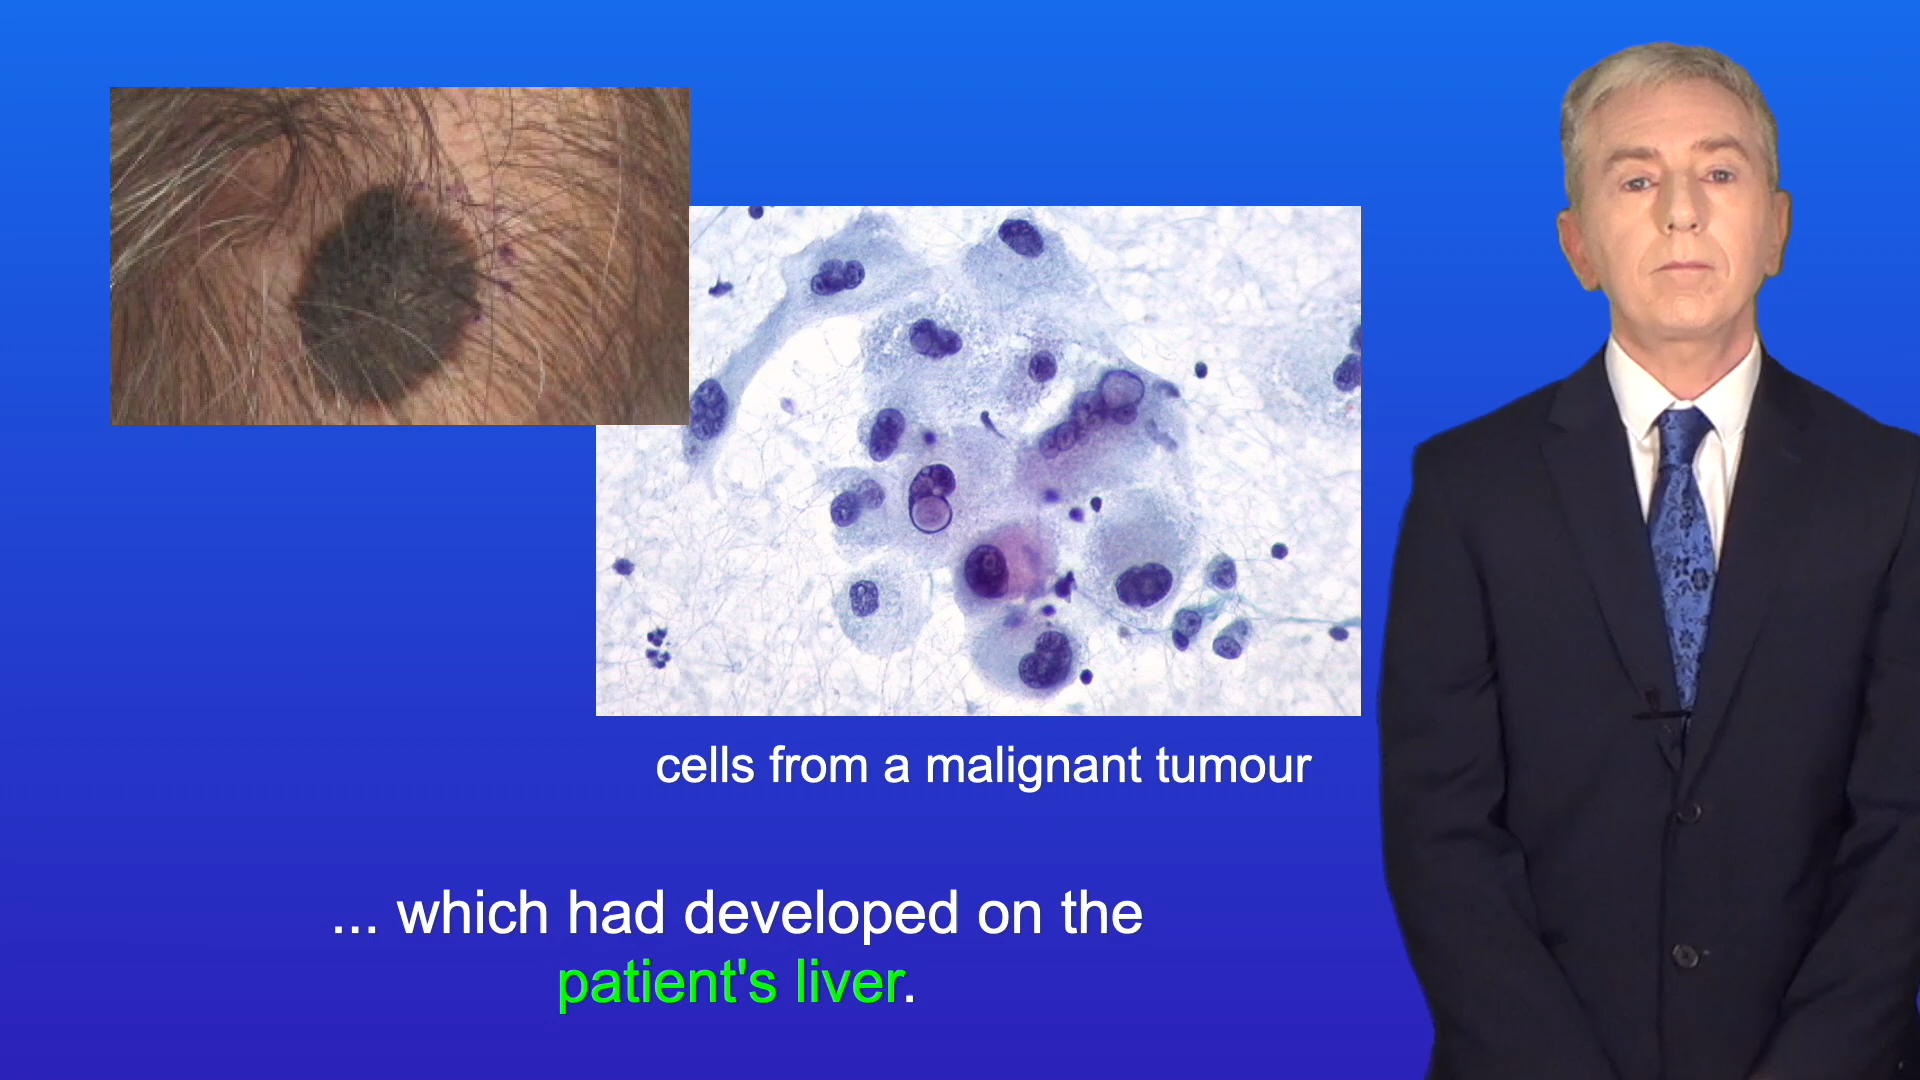 cells from a malignant tumour
... which had developed on the
patient's liver.